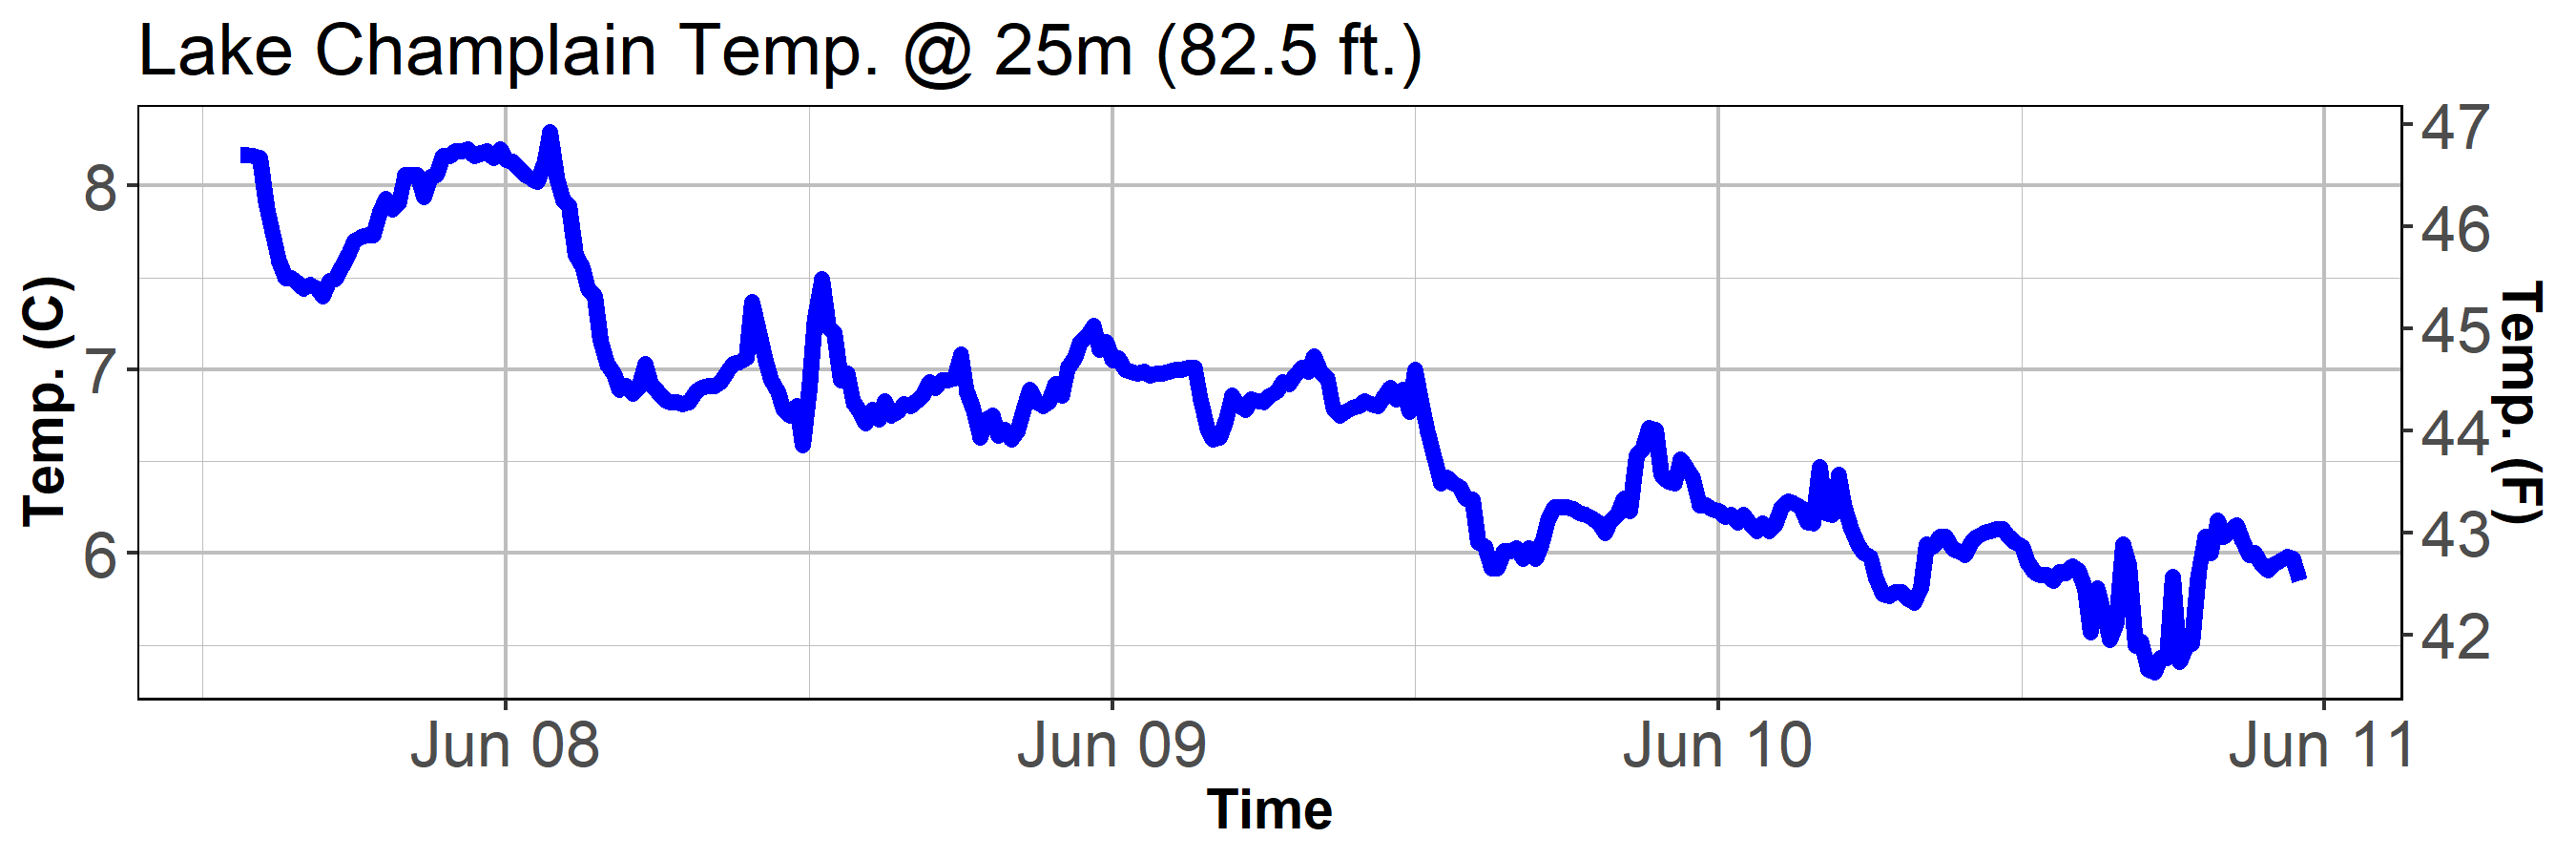 Lake Champlain Temp. @ 25m (82.5 ft.)
Temp. (C)
8
7
6
47
46
45
44
43
42
Temp. (F)
Jun 08 Jun 09 Jun 10 Jun 11
Time